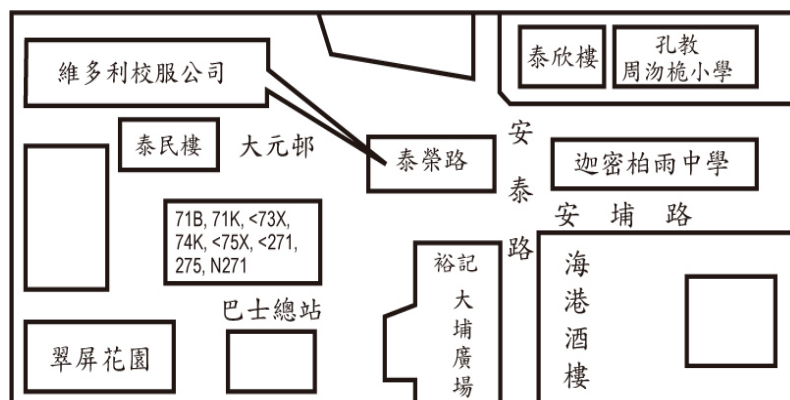 維多利校服公司
泰欣樓
孔教
周沕桅小學
泰民樓
大元邨
泰榮路
安泰路
迦密柏雨中學
安埔路
71B, 71K, <73X,
74K, <75X, <271,
275, N271
巴士總站
裕記
大埔廣場
海港酒樓
翠屏花園